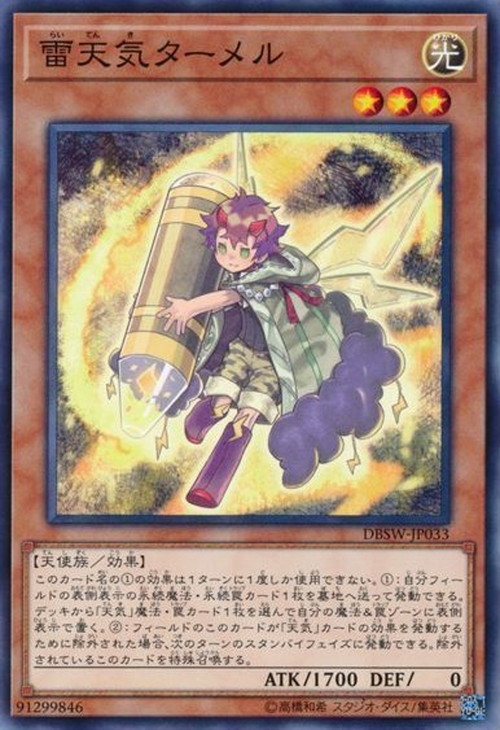 雷天気ターメル
光
DBSW-JP033
【天使族/効果】
このカード名の①の効果は1ターンに1度しか使用できない。①:自分フィー
ルドの表側表示の永続魔法・永続罠カード1枚を墓地へ送って発動できる。
デッキから「天気」魔法・罠カード1枚を選んで自分の魔法&罠ゾーンに表側
表示で置く。②:フィールドのこのカードが「天気」カードの効果を発動する
ために除外された場合、次のターンのスタンバイフェイズに発動できる。除外
されているこのカードを特殊召喚する。
ATK/1700 DEF/ 0
91299846 ©高橋和希 スタジオ・ダイス/集英社